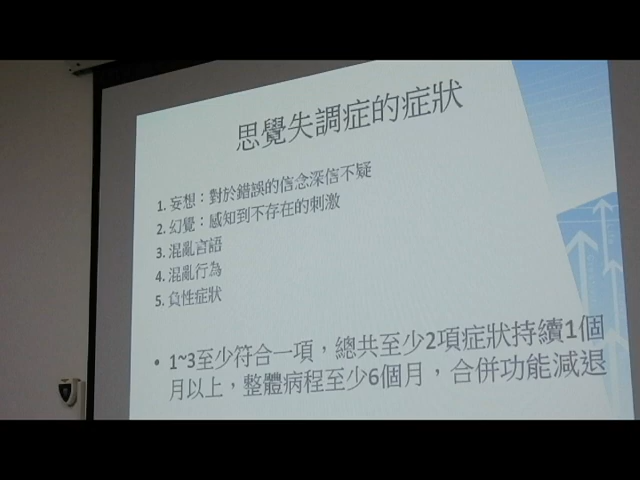 思覺失調症的症狀
1. 妄想：對於錯誤的信念深信不疑
2. 幻覺：感知到不存在的刺激
3. 混亂言語
4. 混亂行為
5. 負性症狀
• 1~3至少符合一項，總共至少2項症狀持續1個
月以上，整體病程至少6個月，合併功能減退